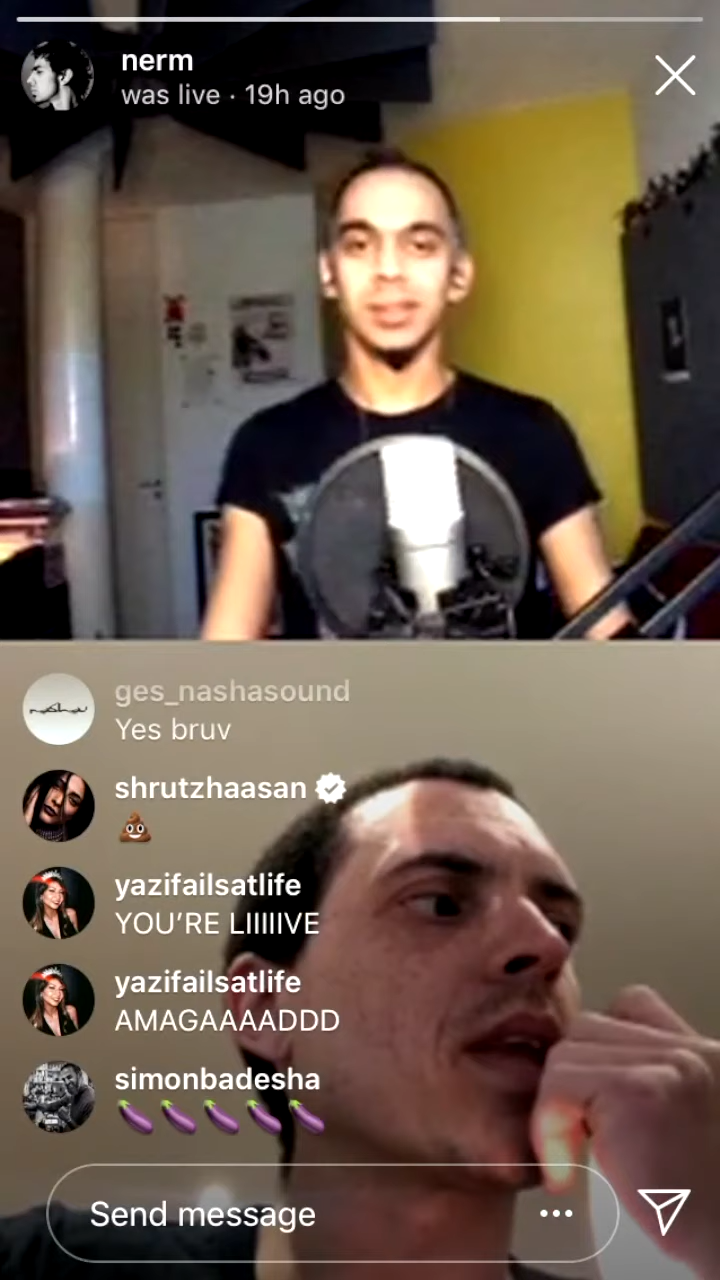 nerm
was live · 19h ago
ges_nashasound
Yes bruv
shrutzhaasan
💩
yazifailsatlife
YOU’RE LIIIIIVE
yazifailsatlife
AMAGAAAADDD
simonbadesha
🍆🍆🍆🍆🍆
Send message